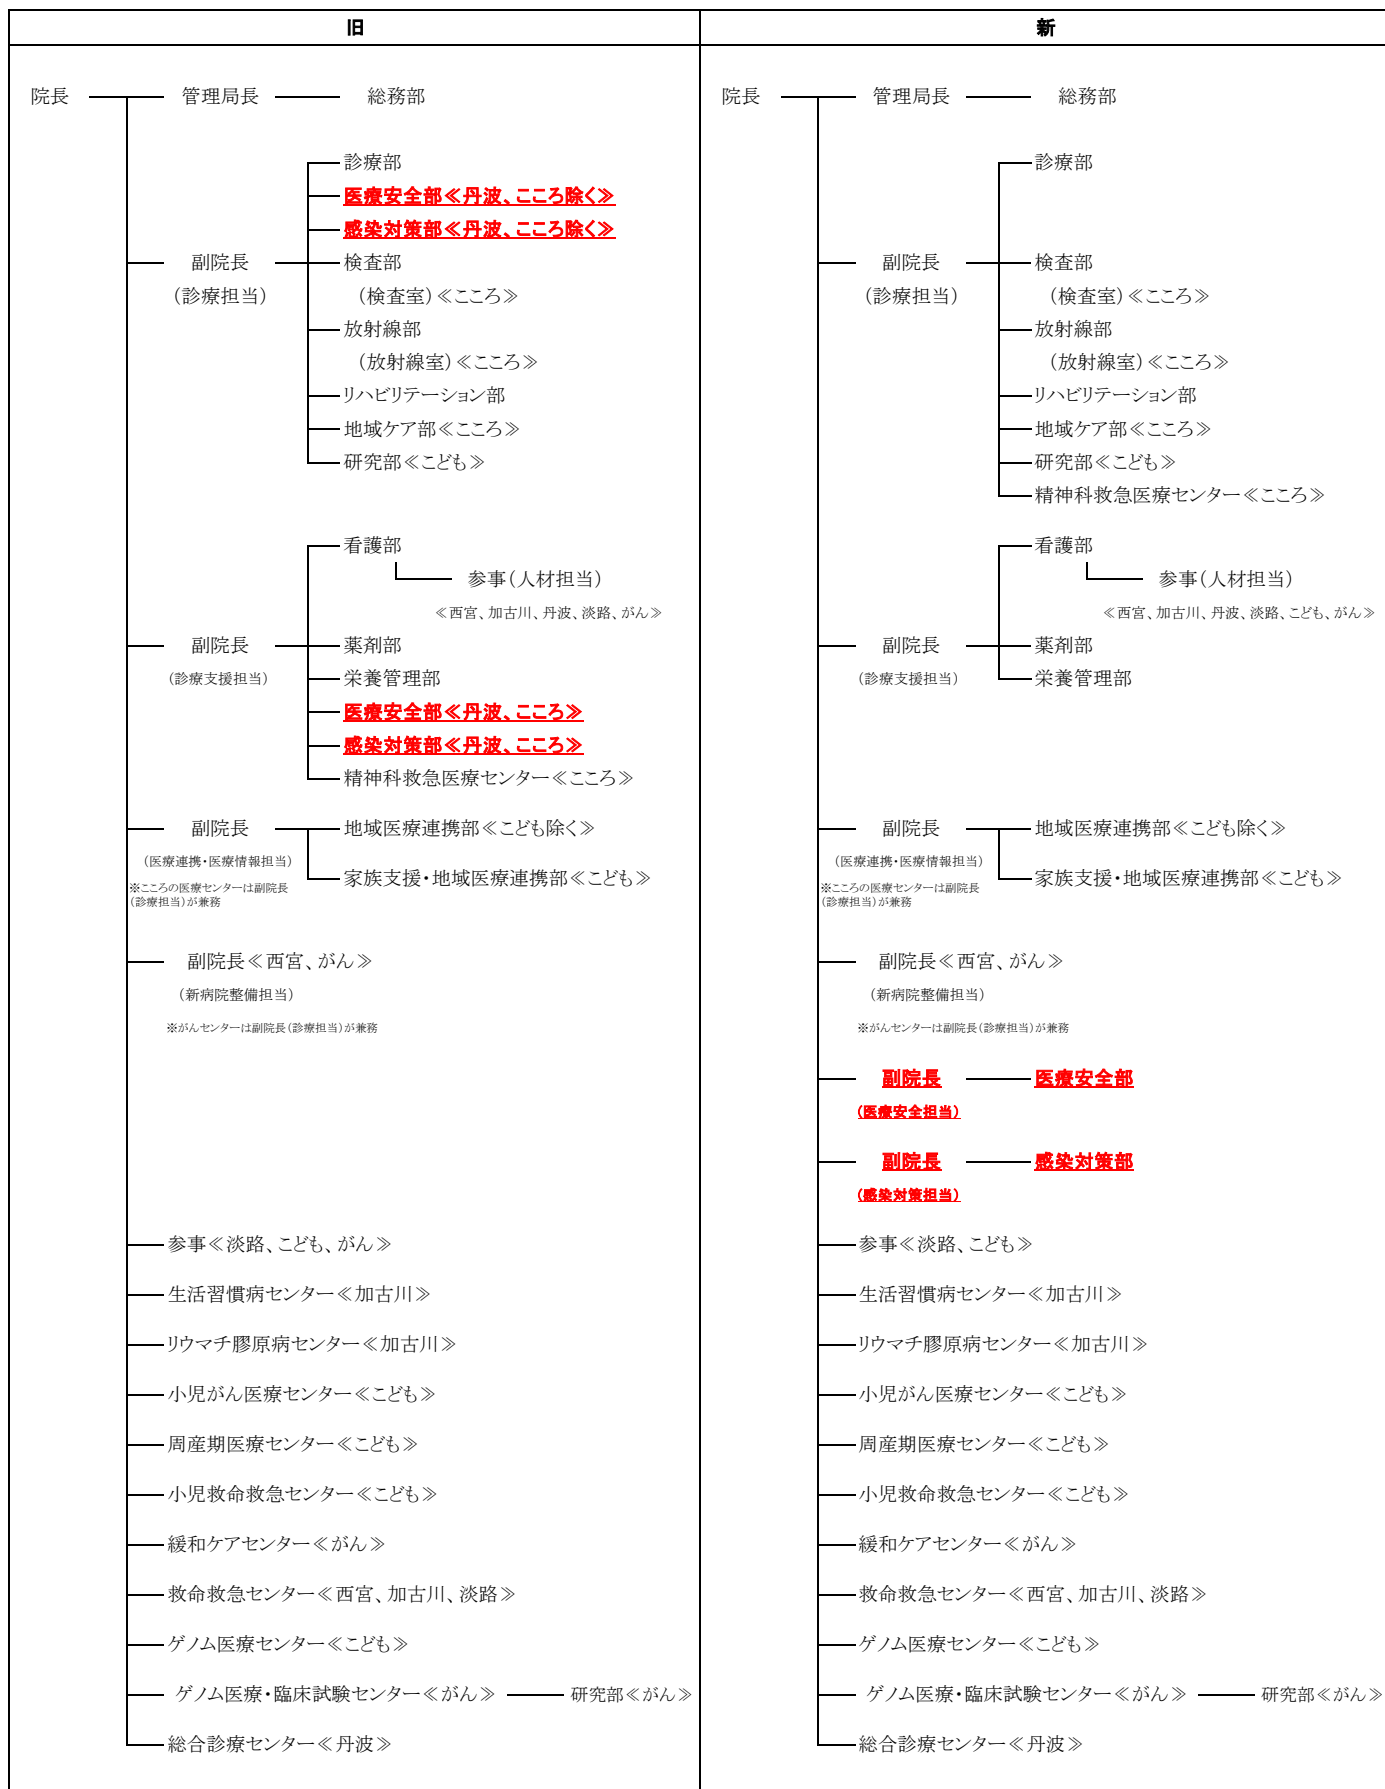 旧
院長 管理局長 総務部
診療部
医療安全部≪丹波、こころ除く≫
感染対策部≪丹波、こころ除く≫
副院長 検査部
（診療担当） （検査室）≪こころ≫
放射線部
（放射線室）≪こころ≫
リハビリテーション部
地域ケア部≪こころ≫
研究部≪こども≫
看護部
参事（人材担当）
≪西宮、加古川、丹波、淡路、がん≫
副院長 薬剤部
（診療支援担当） 栄養管理部
医療安全部≪丹波、こころ≫
感染対策部≪丹波、こころ≫
精神科救急医療センター≪こころ≫
副院長 地域医療連携部≪こども除く≫
（医療連携・医療情報担当）
家族支援・地域医療連携部≪こども≫
※こころの医療センターは副院長
（診療担当）が兼務
副院長≪西宮、がん≫
（新病院整備担当）
※がんセンターは副院長（診療担当）が兼務
参事≪淡路、こども、がん≫
生活習慣病センター≪加古川≫
リウマチ膠原病センター≪加古川≫
小児がん医療センター≪こども≫
周産期医療センター≪こども≫
小児救命救急センター≪こども≫
緩和ケアセンター≪がん≫
救命救急センター≪西宮、加古川、淡路≫
ゲノム医療センター≪こども≫
ゲノム医療・臨床試験センター≪がん≫ 研究部≪がん≫
総合診療センター≪丹波≫
新
院長 管理局長 総務部
診療部
副院長 検査部
（診療担当） （検査室）≪こころ≫
放射線部
（放射線室）≪こころ≫
リハビリテーション部
地域ケア部≪こころ≫
研究部≪こども≫
精神科救急医療センター≪こころ≫
看護部
参事（人材担当）
≪西宮、加古川、丹波、淡路、こども、がん≫
副院長 薬剤部
（診療支援担当） 栄養管理部
副院長 地域医療連携部≪こども除く≫
（医療連携・医療情報担当）
家族支援・地域医療連携部≪こども≫
※こころの医療センターは副院長
（診療担当）が兼務
副院長≪西宮、がん≫
（新病院整備担当）
※がんセンターは副院長（診療担当）が兼務
副院長 医療安全部
（医療安全担当）
副院長 感染対策部
（感染対策担当）
参事≪淡路、こども≫
生活習慣病センター≪加古川≫
リウマチ膠原病センター≪加古川≫
小児がん医療センター≪こども≫
周産期医療センター≪こども≫
小児救命救急センター≪こども≫
緩和ケアセンター≪がん≫
救命救急センター≪西宮、加古川、淡路≫
ゲノム医療センター≪こども≫
ゲノム医療・臨床試験センター≪がん≫ 研究部≪がん≫
総合診療センター≪丹波≫